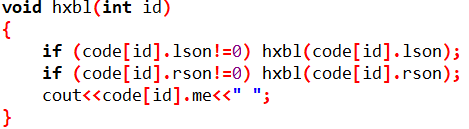 void hxbl(int id)
{
    if (code[id].lson!=0) hxbl(code[id].lson);
    if (code[id].rson!=0) hxbl(code[id].rson);
    cout<<code[id].me<<" ";
}